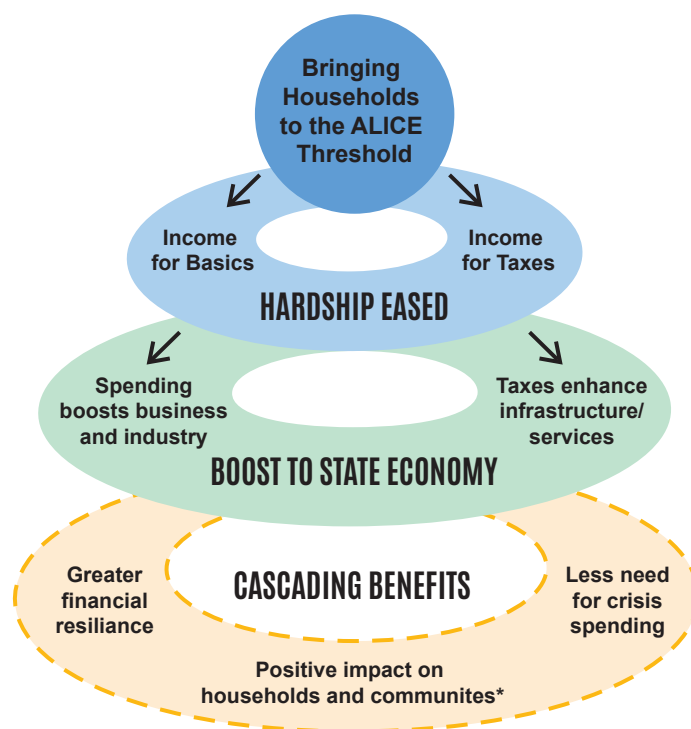 Bringing
Households
to the ALICE
Threshold
Income
for Basics
Income
for Taxes
HARDSHIP EASED
Spending
boosts business
and industry
Taxes enhance
infrastructure/
services
BOOST TO STATE ECONOMY
Greater
financial
resiliance
CASCADING BENEFITS
Less need
for crisis
spending
Positive impact on
households and communites*